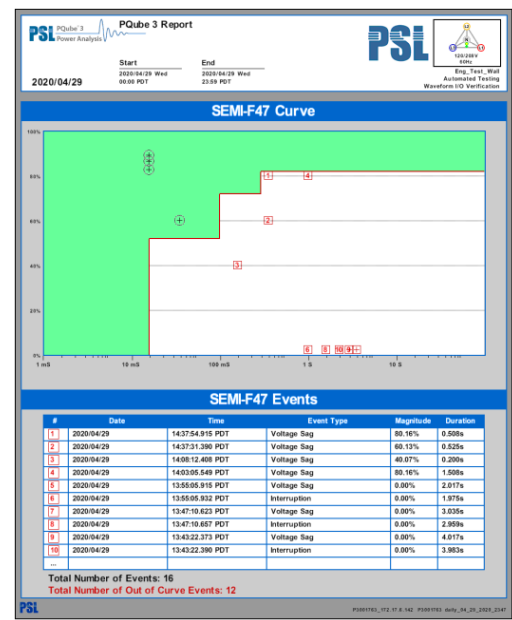 PSL PQube 3 Power Analysis
PQube 3 Report
Start
End
2020/04/29
2020/04/29 Wed
00:00 PDT
2020/04/29 Wed
23:59 PDT
PSL
120/208V
60Hz
Eng_Test_Wall
Automated Testing
Waveform I/O Verification
SEMI-F47 Curve
100%
80%
60%
40%
20%
0%
1 4
2
3
6 8 10 9
1 mS 10 mS 100 mS 1 S 10 S
SEMI-F47 Events
# Date Time Event Type Magnitude Duration
1 2020/04/29 14:37:54.915 PDT Voltage Sag 80.16% 0.508s
2 2020/04/29 14:37:31.390 PDT Voltage Sag 60.13% 0.525s
3 2020/04/29 14:08:12.408 PDT Voltage Sag 40.07% 0.200s
4 2020/04/29 14:03:05.549 PDT Voltage Sag 80.16% 1.508s
5 2020/04/29 13:55:05.915 PDT Voltage Sag 0.00% 2.017s
6 2020/04/29 13:55:05.932 PDT Interruption 0.00% 1.975s
7 2020/04/29 13:47:10.623 PDT Voltage Sag 0.00% 3.035s
8 2020/04/29 13:47:10.657 PDT Voltage Sag 0.00% 2.959s
9 2020/04/29 13:43:22.373 PDT Voltage Sag 0.00% 4.017s
10 2020/04/29 13:43:22.390 PDT Interruption 0.00% 3.983s
...
Total Number of Events: 16
Total Number of Out of Curve Events: 12
PSL